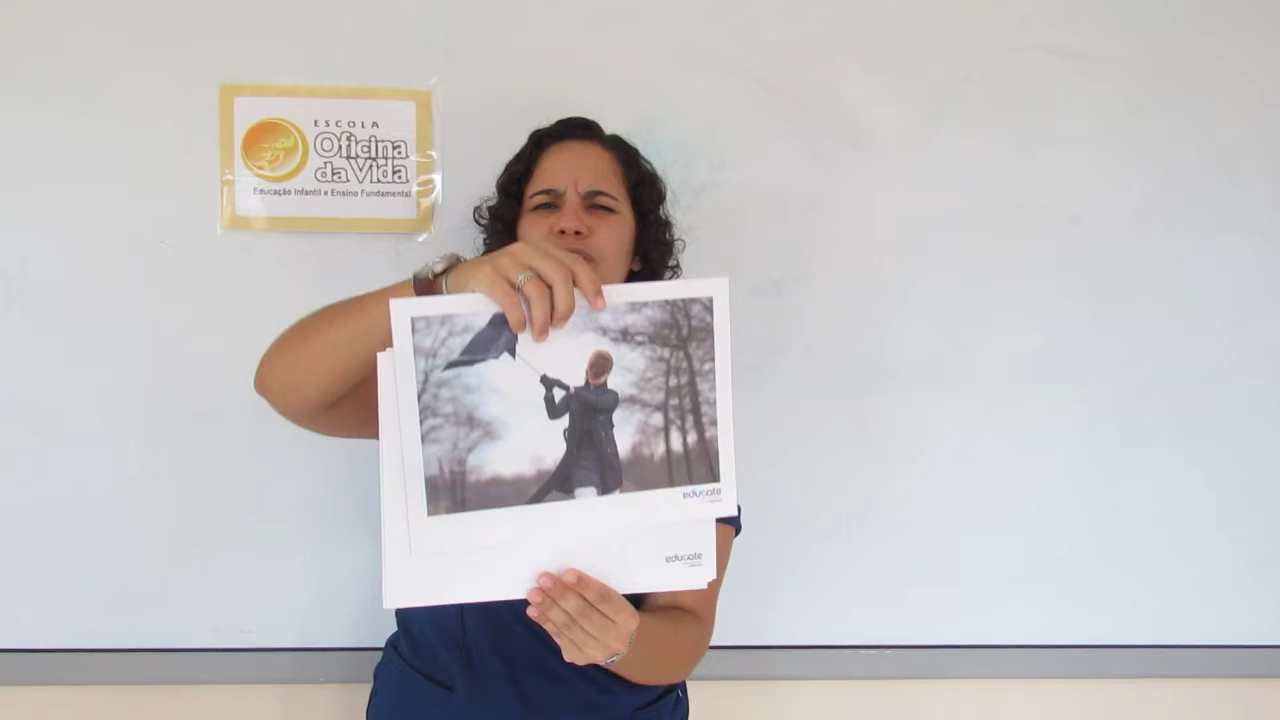 ESCOLA
Oficina
da Vida
Educação Infantil e Ensino Fundamental
educate
educate